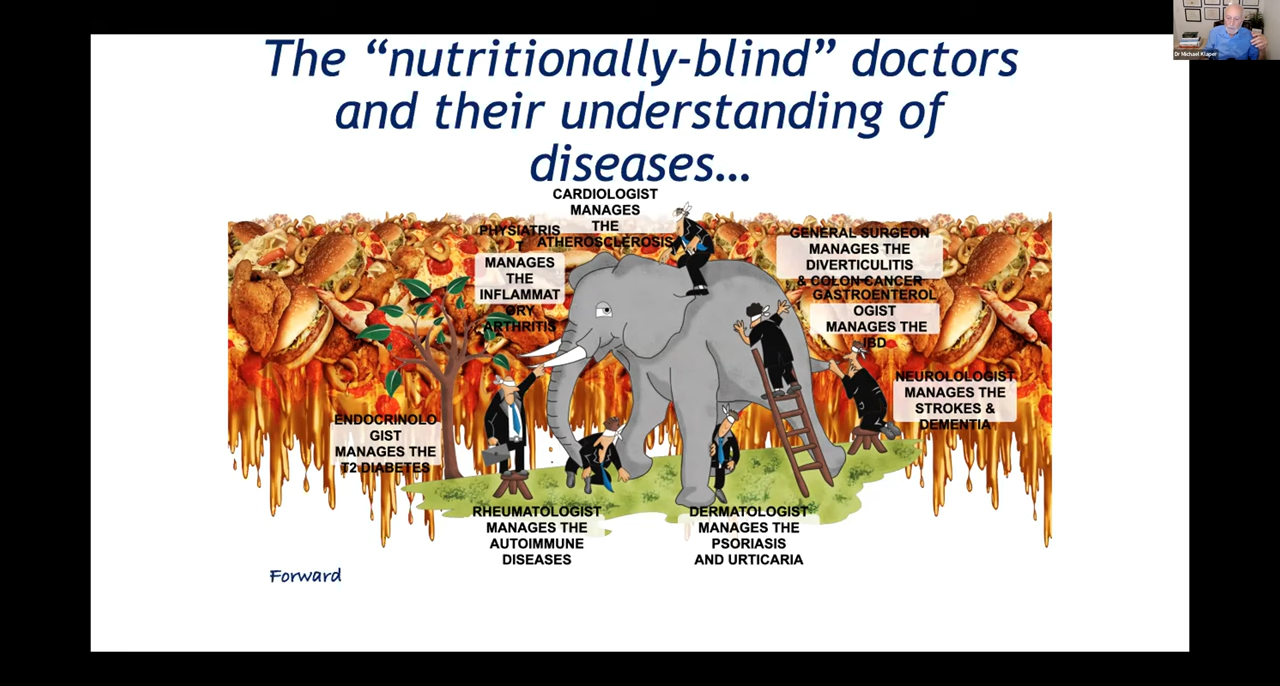 The “nutritionally-blind” doctors
and their understanding of
diseases...
Dr Michael Klaper
CARDIOLOGIST
MANAGES
THE
ATHEROSCLEROSIS
PHYSIATRIS
T
MANAGES
THE
INFLAMMAT
ORY
ARTHRITIS
GENERAL SURGEON
MANAGES THE
DIVERTICULITIS
& COLON CANCER
GASTROENTEROL
OGIST
MANAGES THE
IBD
NEUROLOLOGIST
MANAGES THE
STROKES &
DEMENTIA
ENDOCRINOLO
GIST
MANAGES THE
T2 DIABETES
RHEUMATOLOGIST
MANAGES THE
AUTOIMMUNE
DISEASES
DERMATOLOGIST
MANAGES THE
PSORIASIS
AND URTICARIA
Forward